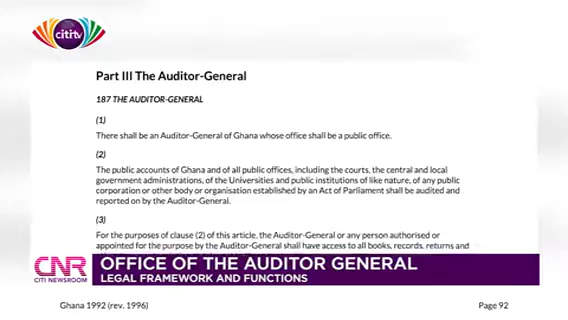 cititv
Part III The Auditor-General
187 THE AUDITOR-GENERAL
(1)
There shall be an Auditor-General of Ghana whose office shall be a public office.
(2)
The public accounts of Ghana and of all public offices, including the courts, the central and local
government administrations, of the Universities and public institutions of like nature, of any public
corporation or other body or organisation established by an Act of Parliament shall be audited and
reported on by the Auditor-General.
(3)
For the purposes of clause (2) of this article, the Auditor-General or any person authorised or
appointed for the purpose by the Auditor-General shall have access to all books, records, returns and
CNR
CITI NEWSROOM
OFFICE OF THE AUDITOR GENERAL
LEGAL FRAMEWORK AND FUNCTIONS
Ghana 1992 (rev. 1996)
Page 92